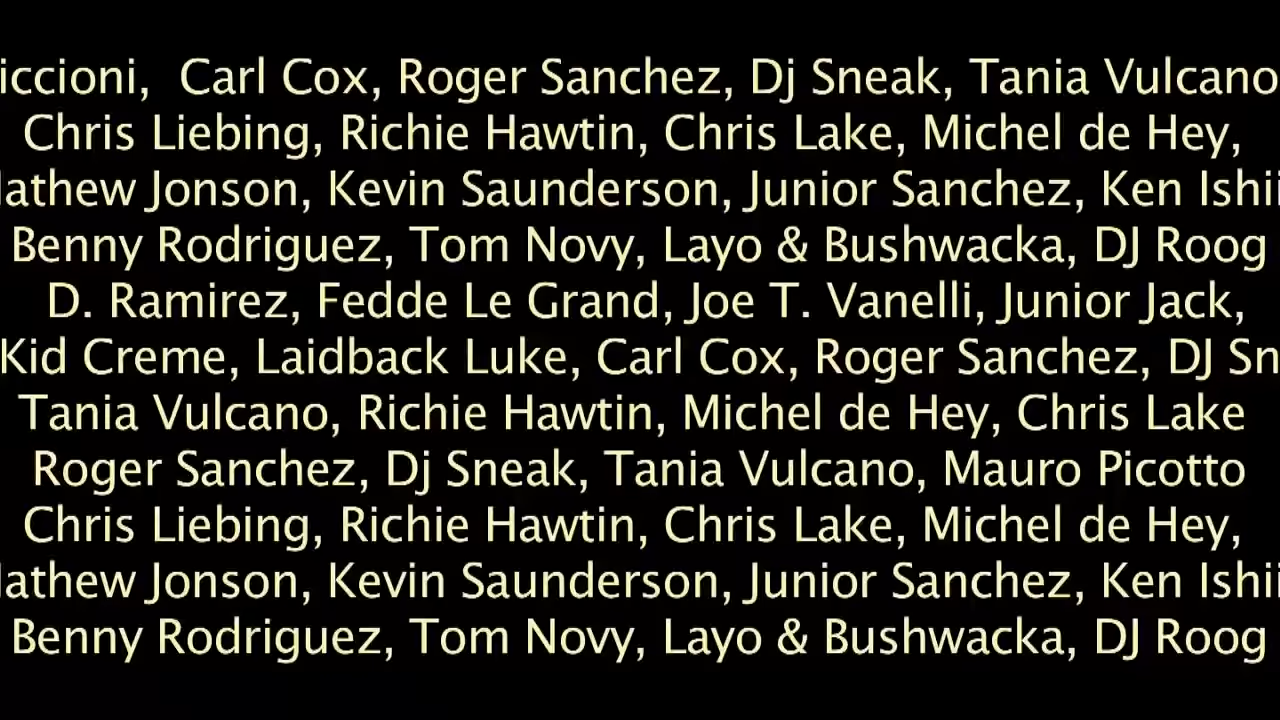 iccioni, Carl Cox, Roger Sanchez, Dj Sneak, Tania Vulcano
Chris Liebing, Richie Hawtin, Chris Lake, Michel de Hey,
athew Jonson, Kevin Saunderson, Junior Sanchez, Ken Ishii
Benny Rodriguez, Tom Novy, Layo & Bushwacka, DJ Roog
D. Ramirez, Fedde Le Grand, Joe T. Vanelli, Junior Jack,
Kid Creme, Laidback Luke, Carl Cox, Roger Sanchez, DJ Sn
Tania Vulcano, Richie Hawtin, Michel de Hey, Chris Lake
Roger Sanchez, Dj Sneak, Tania Vulcano, Mauro Picotto
Chris Liebing, Richie Hawtin, Chris Lake, Michel de Hey,
athew Jonson, Kevin Saunderson, Junior Sanchez, Ken Ishii
Benny Rodriguez, Tom Novy, Layo & Bushwacka, DJ Roog